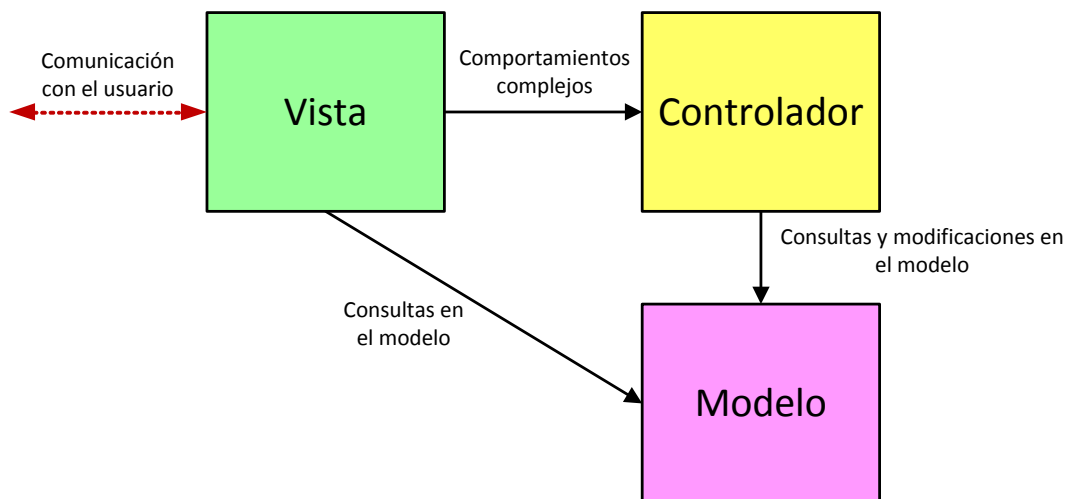 Comunicación
con el usuario
Vista
Comportamientos
complejos
Controlador
Consultas y modificaciones en
el modelo
Consultas en
el modelo
Modelo